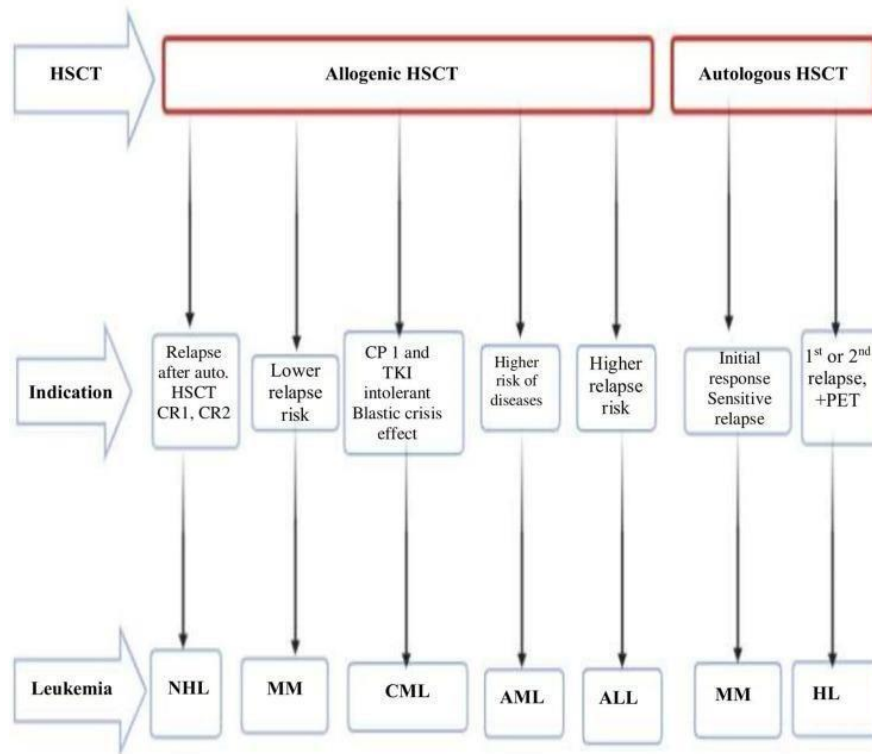 HSCT
Allogenic HSCT
Autologous HSCT
Indication
Relapse
after auto.
HSCT
CR1, CR2
Lower
relapse
risk
CP 1 and
TKI
intolerant
Blastic crisis
effect
Higher
risk of
diseases
Higher
relapse
risk
Initial
response
Sensitive
relapse
1st or 2nd
relapse,
+PET
Leukemia
NHL
MM
CML
AML
ALL
MM
HL